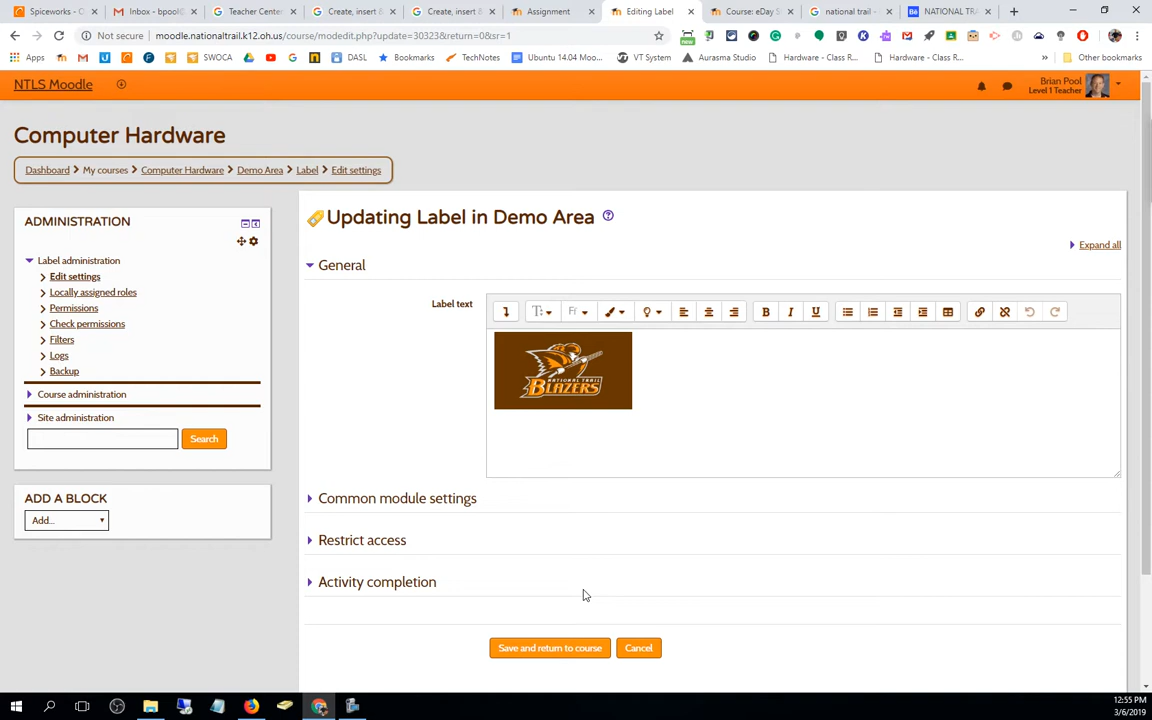 Spiceworks - C
Inbox - bpool@
Teacher Center
Create, insert &
Create, insert &
Assignment
Editing Label
Course: eDay S
national trail -
NATIONAL TRA
Not secure | moodle.nationaltrail.k12.oh.us/course/modedit.php?update=30323&return=0&sr=1
Apps
SWOCA
DASL
Bookmarks
TechNotes
Ubuntu 14.04 Moo...
VT System
Aurasma Studio
Hardware - Class R...
Hardware - Class R...
Other bookmarks
NTLS Moodle
Brian Pool
Level 1 Teacher
Computer Hardware
Dashboard
My courses
Computer Hardware
Demo Area
Label
Edit settings
ADMINISTRATION
Label administration
Edit settings
Locally assigned roles
Permissions
Check permissions
Filters
Logs
Backup
Course administration
Site administration
Search
ADD A BLOCK
Add...
Updating Label in Demo Area
Expand all
General
Label text
NATIONAL TRAIL
BLAZERS
Common module settings
Restrict access
Activity completion
Save and return to course
Cancel
12:55 PM
3/6/2019